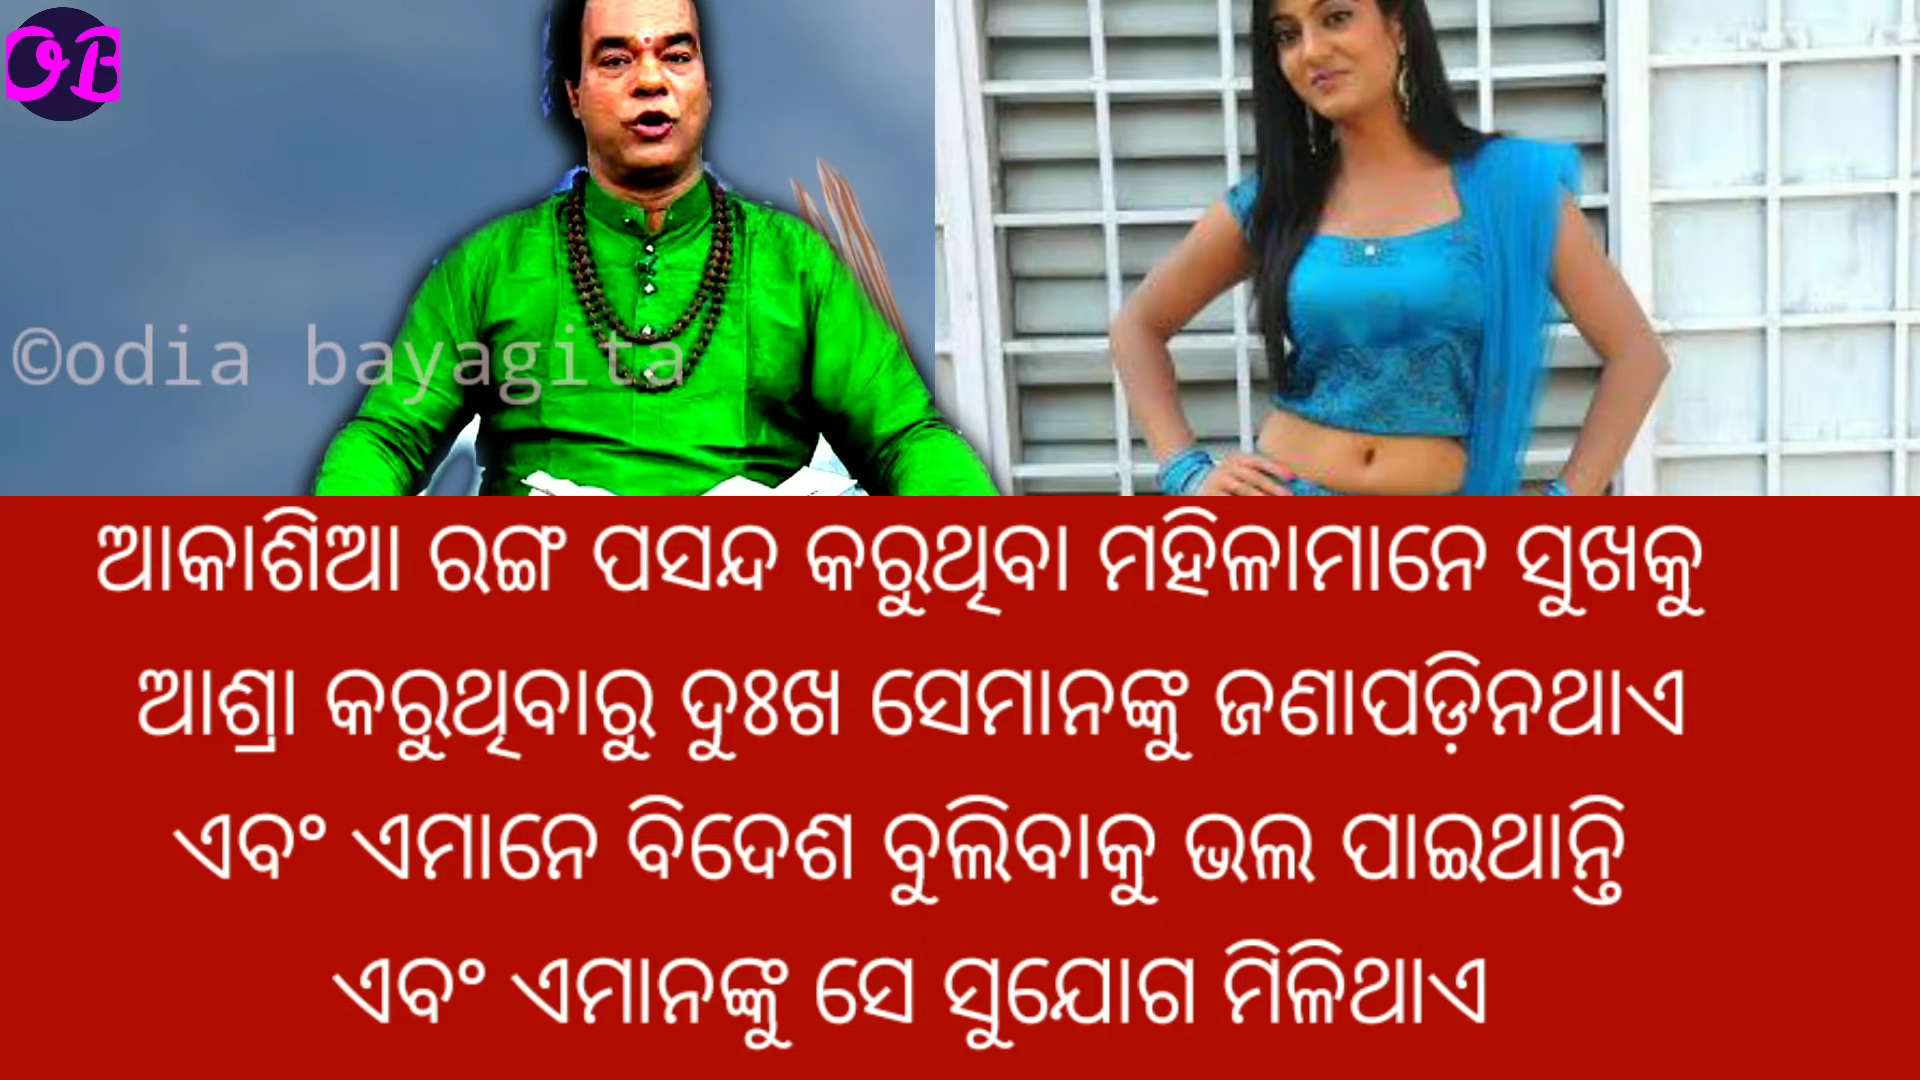 OB
©odia bayagita
ଆକାଶିଆ ରଙ୍ଗ ପସନ୍ଦ କରୁଥିବା ମହିଳାମାନେ ସୁଖକୁ
ଆଶ୍ରା କରୁଥିବାରୁ ଦୁଃଖ ସେମାନଙ୍କୁ ଜଣାପଡ଼ିନଥାଏ
ଏବଂ ଏମାନେ ବିଦେଶ ବୁଲିବାକୁ ଭଲ ପାଇଥାନ୍ତି
ଏବଂ ଏମାନଙ୍କୁ ସେ ସୁଯୋଗ ମିଳିଥାଏ